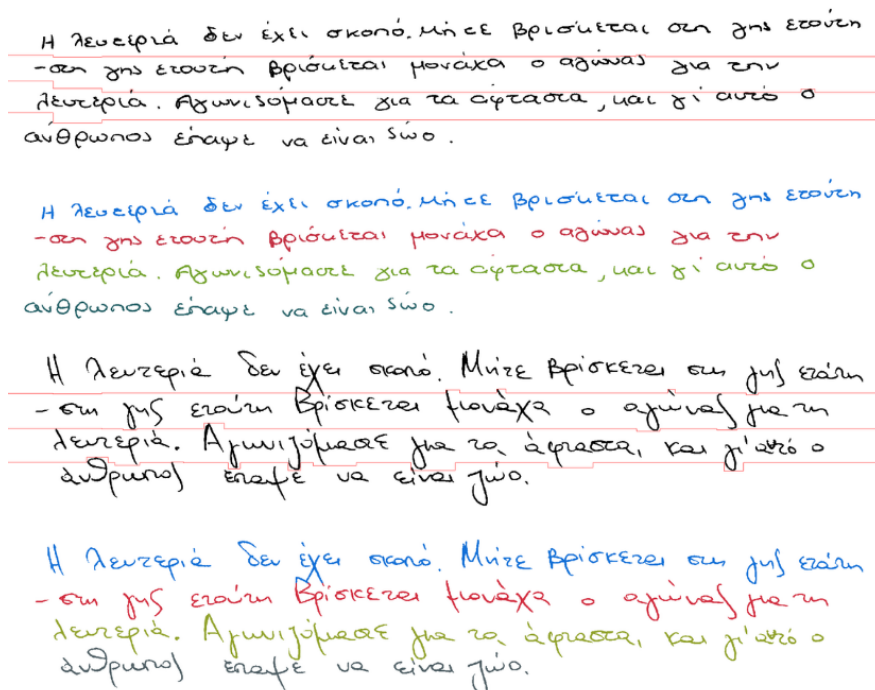 Η λευτεριά δεν έχει σκοπό. Μήτε βρίσκεται στη γης ετούτη
-στη γης ετούτη βρίσκεται μονάχα ο αγώνας για την
λευτεριά. Αγωνιζόμαστε για τα άφταστα, και γι αυτό ο
άνθρωπος έπαψε να είναι ζώο.
Η λευτεριά δεν έχει σκοπό. Μήτε βρίσκεται στη γης ετούτη
-στη γης ετούτη βρίσκεται μονάχα ο αγώνας για την
λευτεριά. Αγωνιζόμαστε για τα άφταστα, και γι αυτό ο
άνθρωπος έπαψε να είναι ζώο.
Η λευτεριά δεν έχει σκοπό. Μήτε βρίσκεται στη γης ετούτη
- στη γης ετούτη βρίσκεται μονάχα ο αγώνας για τη
λευτεριά. Αγωνιζόμαστε για τα άφταστα, και γι' αυτό ο
άνθρωπος έπαψε να είναι ζώο.
Η λευτεριά δεν έχει σκοπό. Μήτε βρίσκεται στη γης ετούτη
- στη γης ετούτη βρίσκεται μονάχα ο αγώνας για τη
λευτεριά. Αγωνιζόμαστε για τα άφταστα, και γι' αυτό ο
άνθρωπος έπαψε να είναι ζώο.